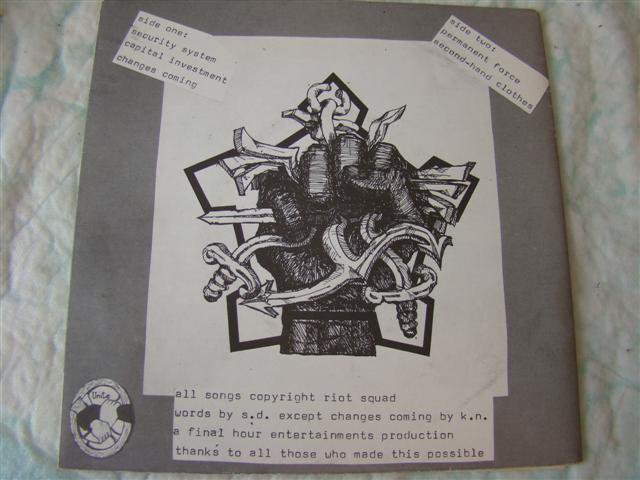 side one:
security system
capital investment
changes coming
side two:
permanent force
second-hand clothes
all songs copyright riot squad
words by s.d. except changes coming by k.n.
a final hour entertainments production
thanks to all those who made this possible
Unite